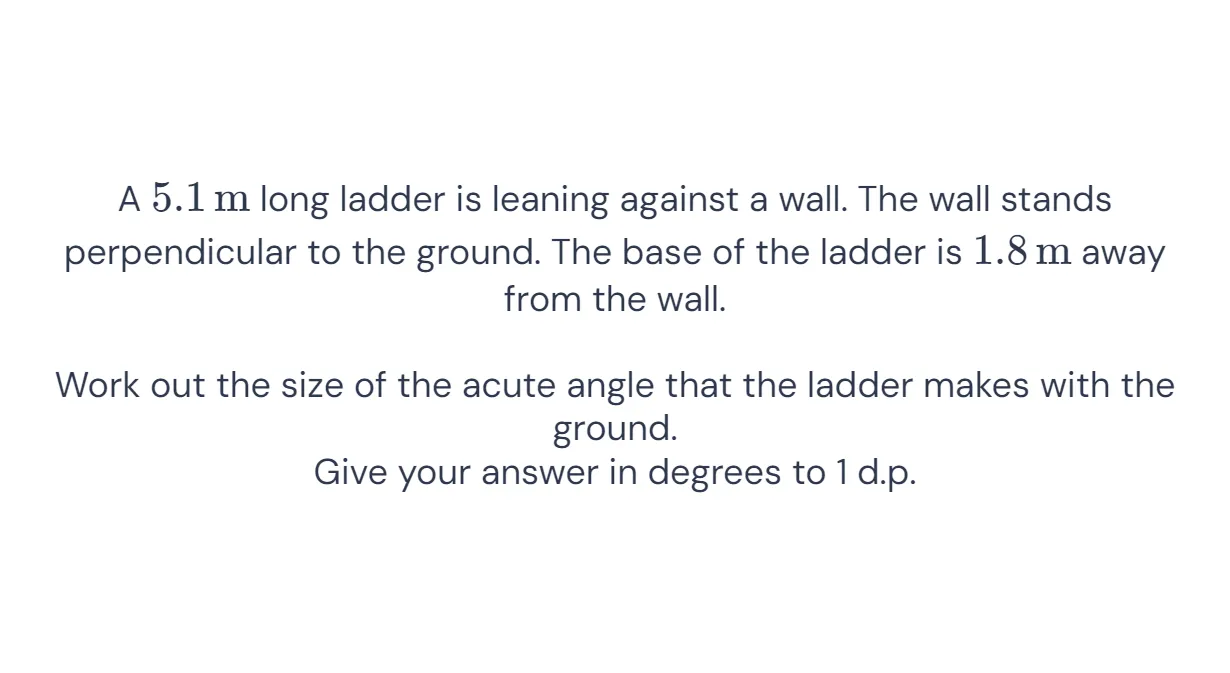 A 5.1 m long ladder is leaning against a wall. The wall stands
perpendicular to the ground. The base of the ladder is 1.8 m away
from the wall.
Work out the size of the acute angle that the ladder makes with the
ground.
Give your answer in degrees to 1 d.p.